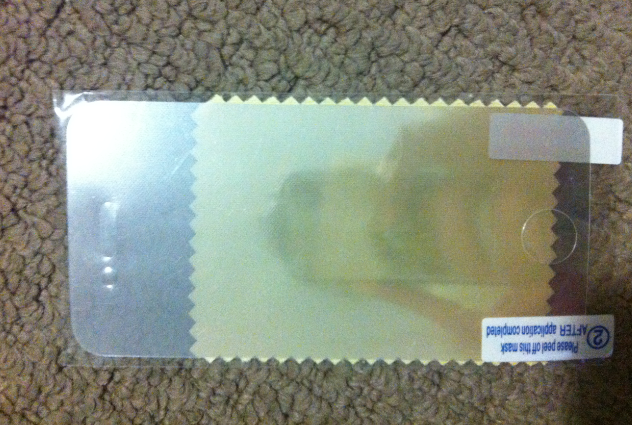 Please peel off this mask
② AFTER application completed